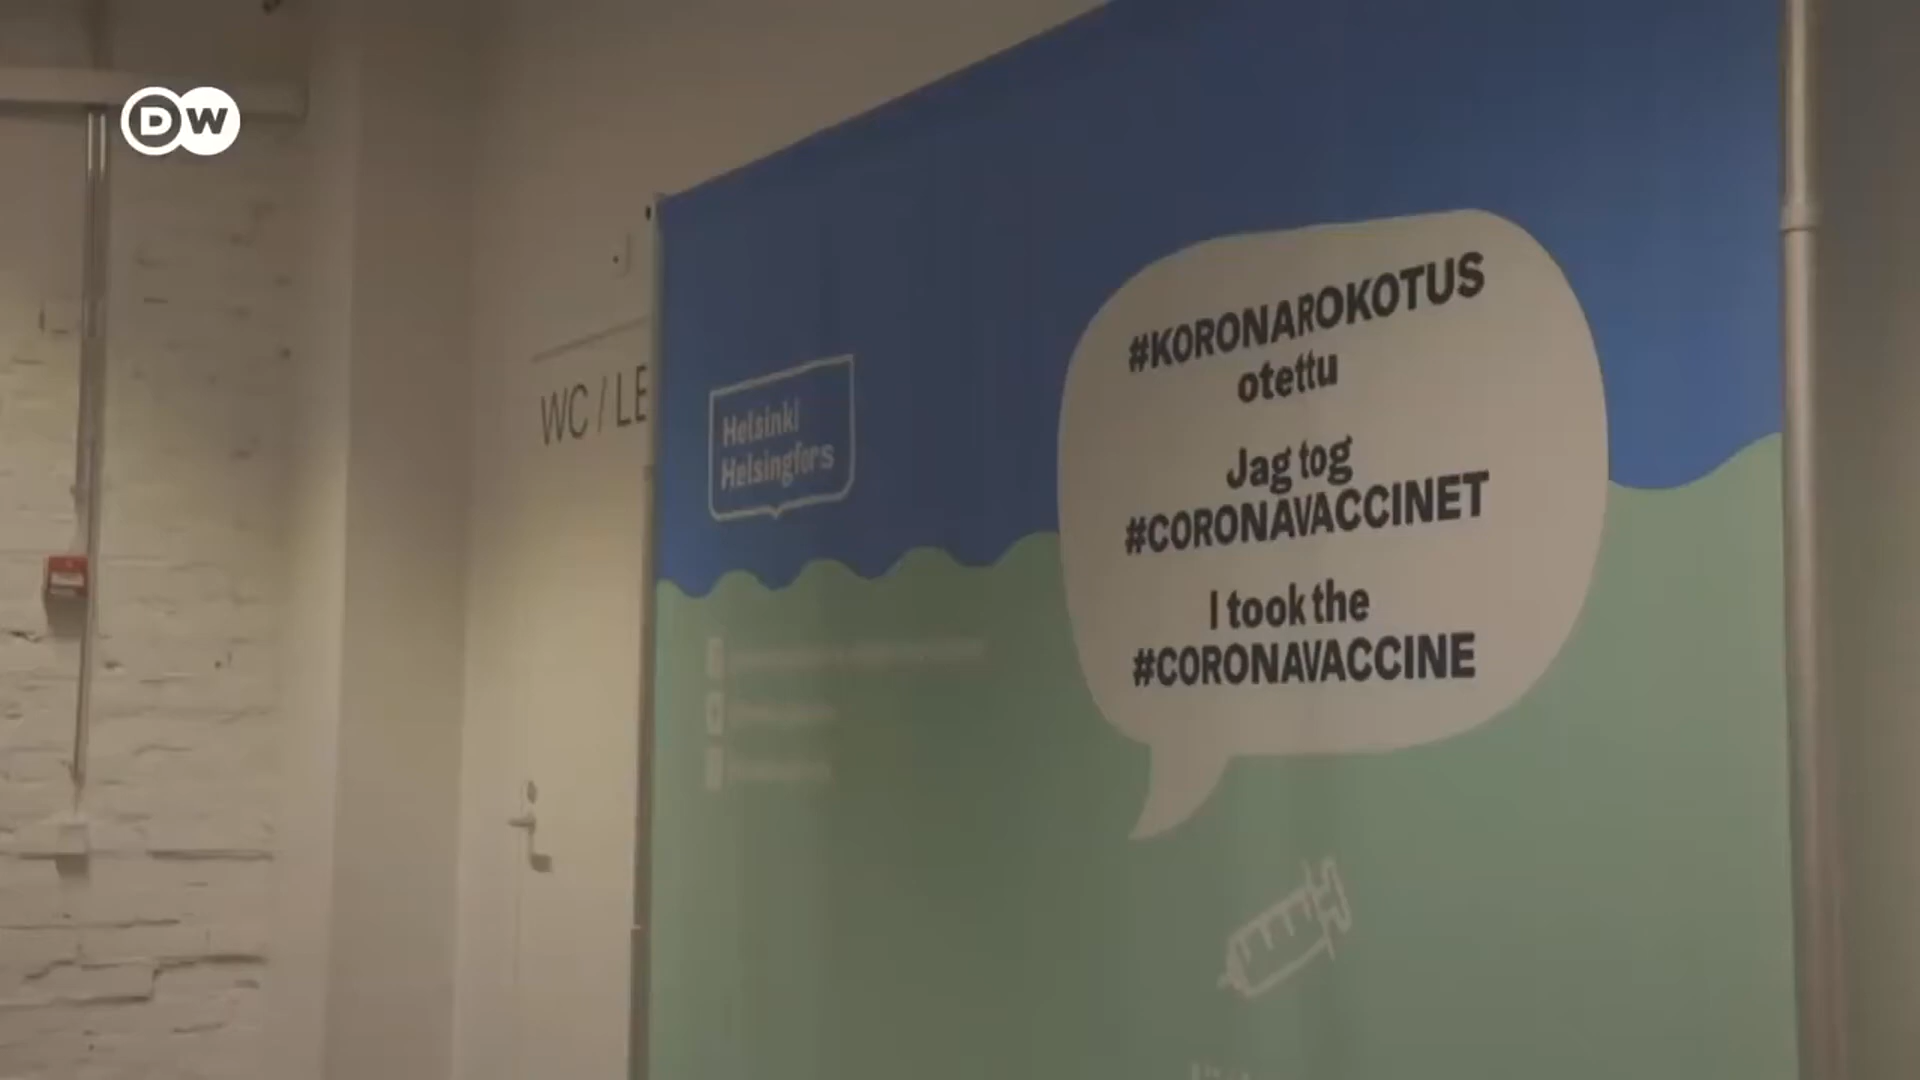 DW
WC / LE
Helsinki
Helsingfors
#KORONAROKOTUS
otettu
Jag tog
#CORONAVACCINET
I took the
#CORONAVACCINE